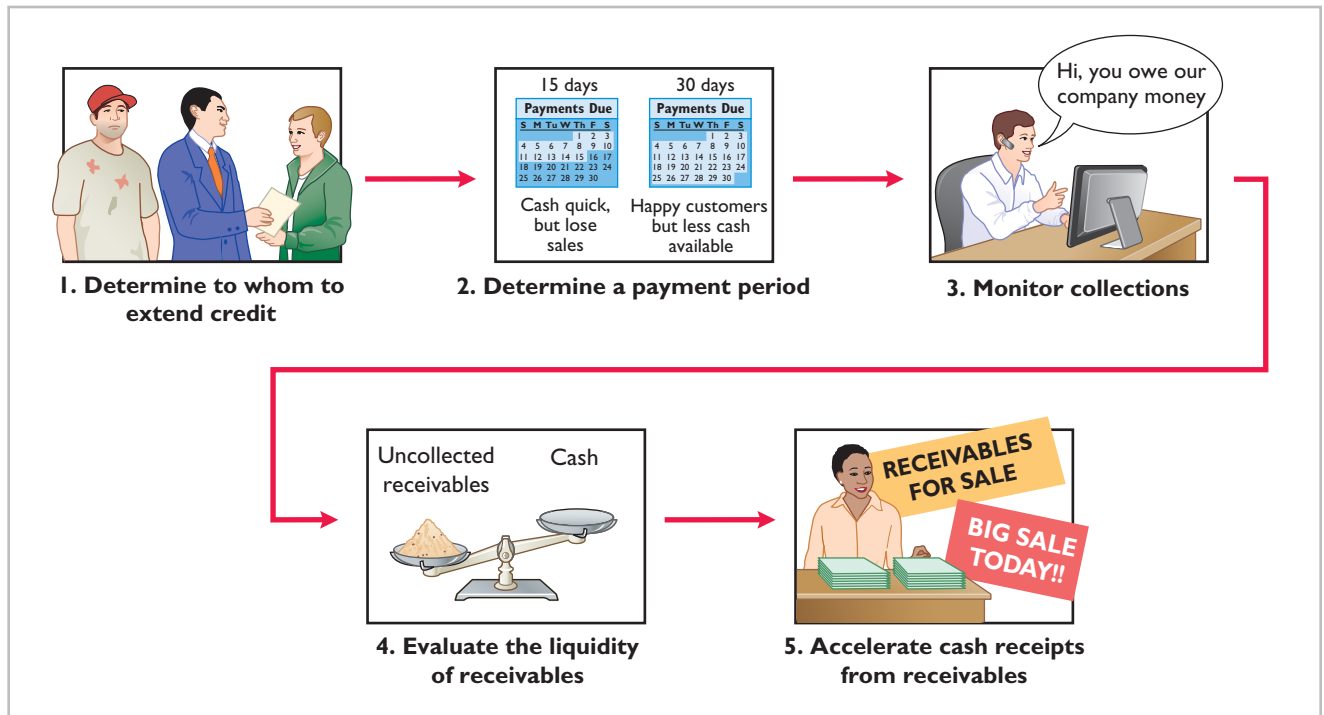 15 days
Payments Due
S M Tu W Th F S
1 2 3
4 5 6 7 8 9 10
11 12 13 14 15 16 17
18 19 20 21 22 23 24
25 26 27 28 29 30
Cash quick,
but lose
sales
30 days
Payments Due
S M Tu W Th F S
1 2 3
4 5 6 7 8 9 10
11 12 13 14 15 16 17
18 19 20 21 22 23 24
25 26 27 28 29 30
Happy customers
but less cash
available
Hi, you owe our
company money
1. Determine to whom to
extend credit
2. Determine a payment period
3. Monitor collections
Uncollected
receivables
Cash
RECEIVABLES
FOR SALE
BIG SALE
TODAY!!
4. Evaluate the liquidity
of receivables
5. Accelerate cash receipts
from receivables